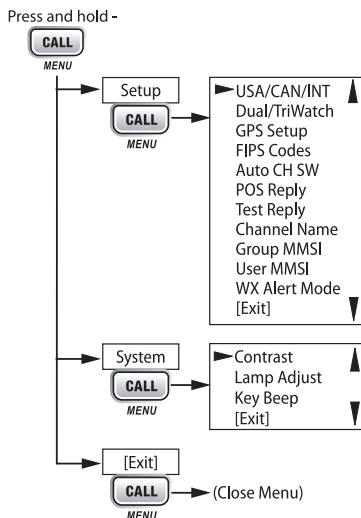 Press and hold -
CALL
MENU
Setup
CALL
MENU
USA/CAN/INT
Dual/TriWatch
GPS Setup
FIPS Codes
Auto CH SW
POS Reply
Test Reply
Channel Name
Group MMSI
User MMSI
WX Alert Mode
[Exit]
System
CALL
MENU
Contrast
Lamp Adjust
Key Beep
[Exit]
[Exit]
CALL
MENU
(Close Menu)